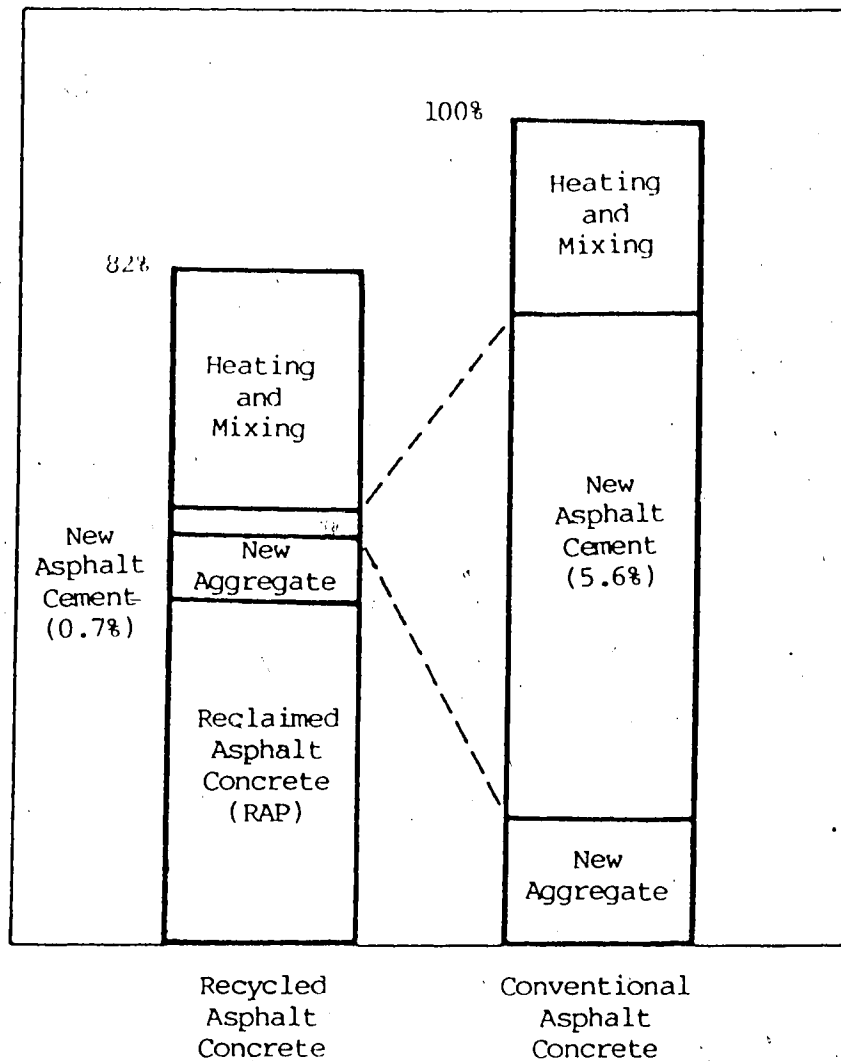 100%
Heating
and
Mixing
82%
Heating
and
Mixing
New
Asphalt
Cement
(0.7%)
New
Aggregate
New
Asphalt
Cement
(5.6%)
Reclaimed
Asphalt
Concrete
(RAP)
New
Aggregate
Recycled
Asphalt
Concrete
Conventional
Asphalt
Concrete